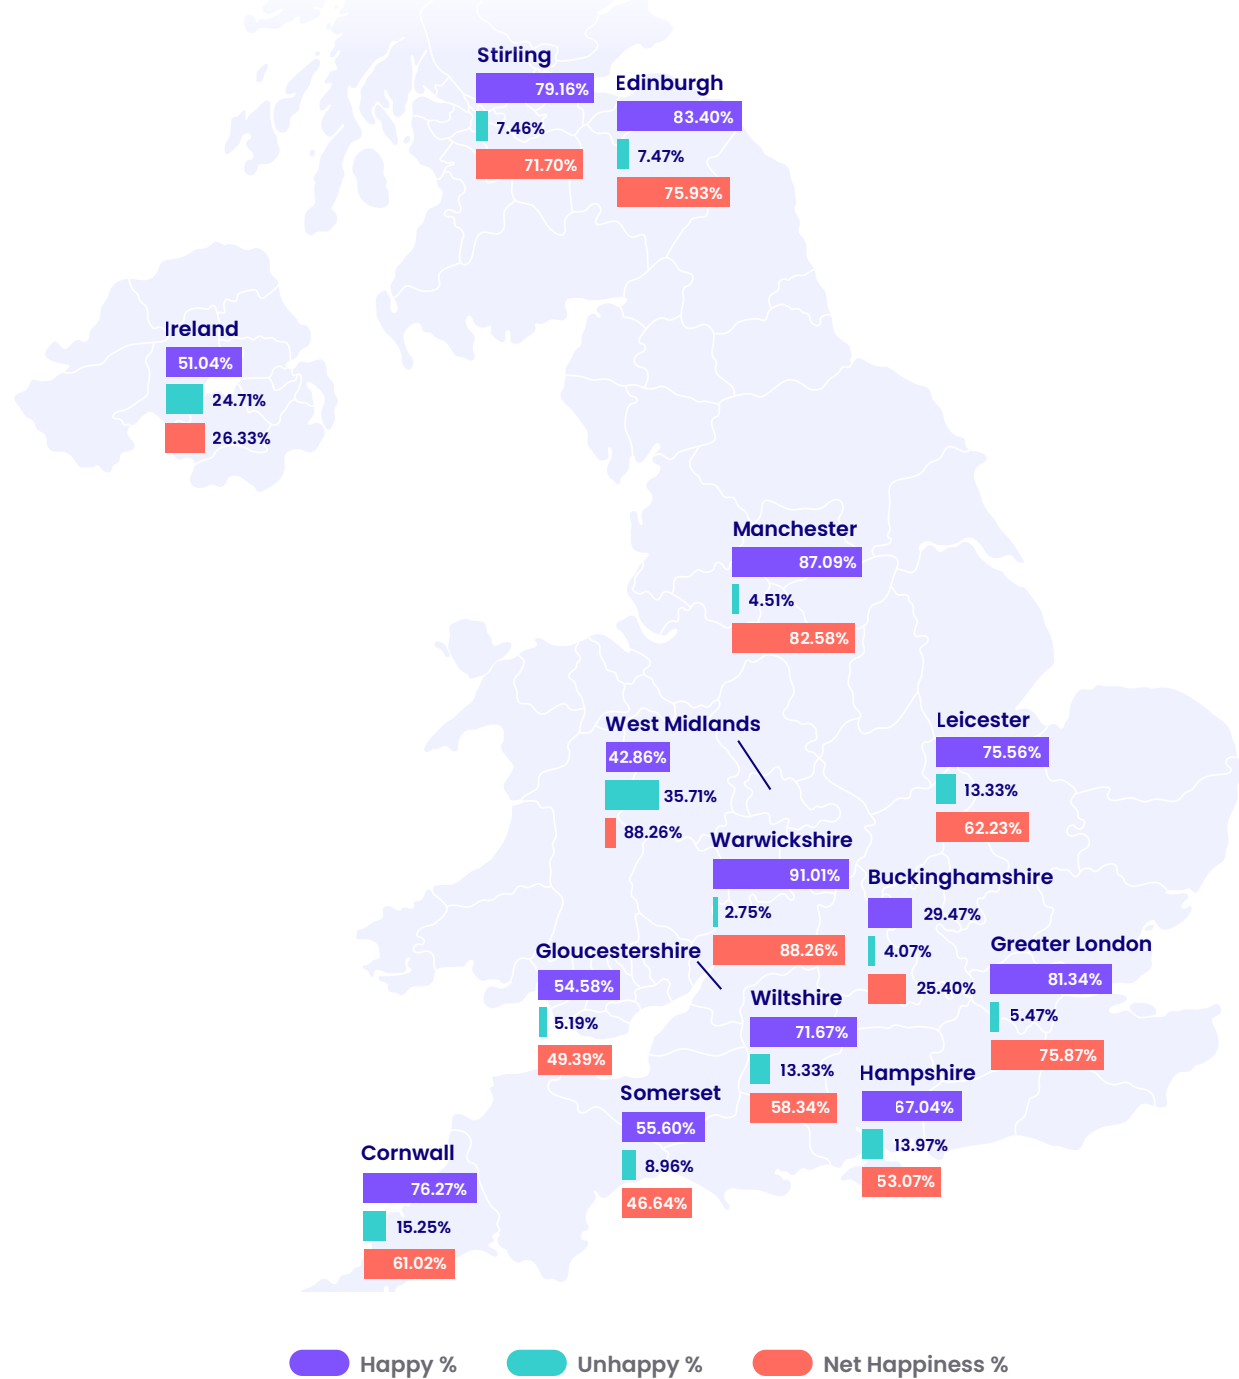 Stirling
79.16%
7.46%
71.70%
Edinburgh
83.40%
7.47%
75.93%
Ireland
51.04%
24.71%
26.33%
Manchester
87.09%
4.51%
82.58%
West Midlands
42.86%
35.71%
88.26%
Leicester
75.56%
13.33%
62.23%
Warwickshire
91.01%
2.75%
88.26%
Buckinghamshire
29.47%
4.07%
25.40%
Gloucestershire
54.58%
5.19%
49.39%
Greater London
81.34%
5.47%
75.87%
Wiltshire
71.67%
13.33%
58.34%
Hampshire
67.04%
13.97%
53.07%
Somerset
55.60%
8.96%
46.64%
Cornwall
76.27%
15.25%
61.02%
Happy %
Unhappy %
Net Happiness %